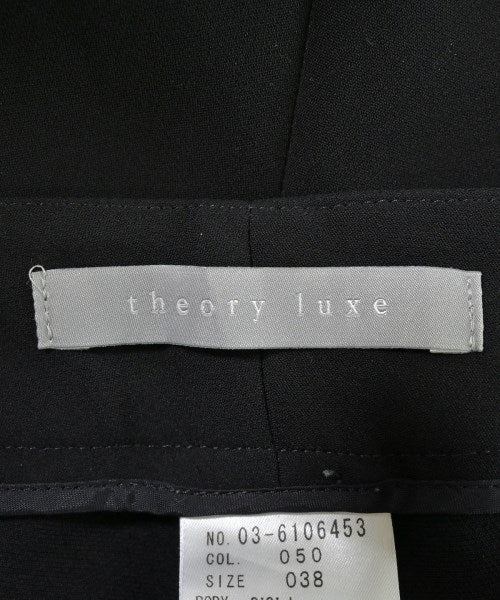 theory luxe
NO. 03-6106453
COL. 050
SIZE 038